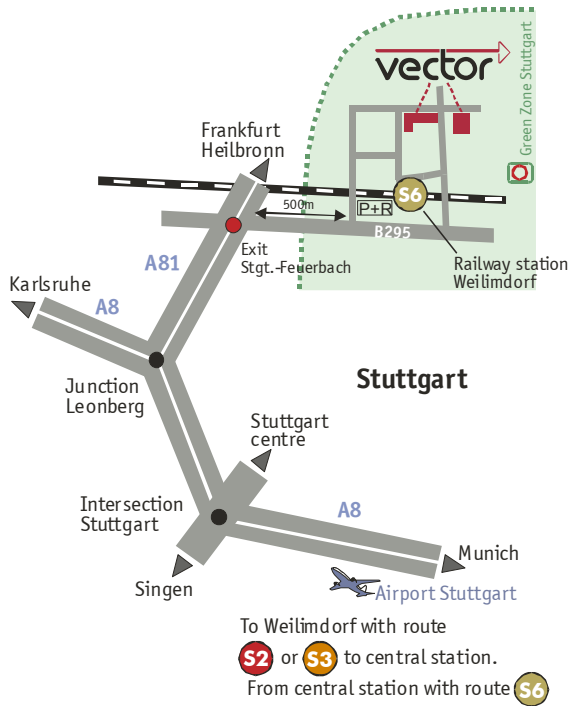 vector
Green Zone Stuttgart
Frankfurt
Heilbronn
500m
P+R
S6
B295
Exit
Stgt.-Feuerbach
Railway station
Weilimdorf
A81
Karlsruhe
A8
Junction
Leonberg
Stuttgart
Stuttgart
centre
Intersection
Stuttgart
A8
Munich
Singen
Airport Stuttgart
To Weilimdorf with route
S2 or S3 to central station.
From central station with route S6